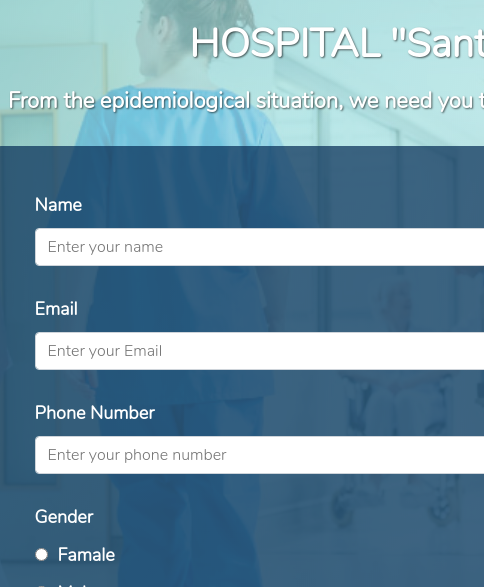 HOSPITAL "Sant
From the epidemiological situation, we need you t
Name
Enter your name
Email
Enter your Email
Phone Number
Enter your phone number
Gender
Famale